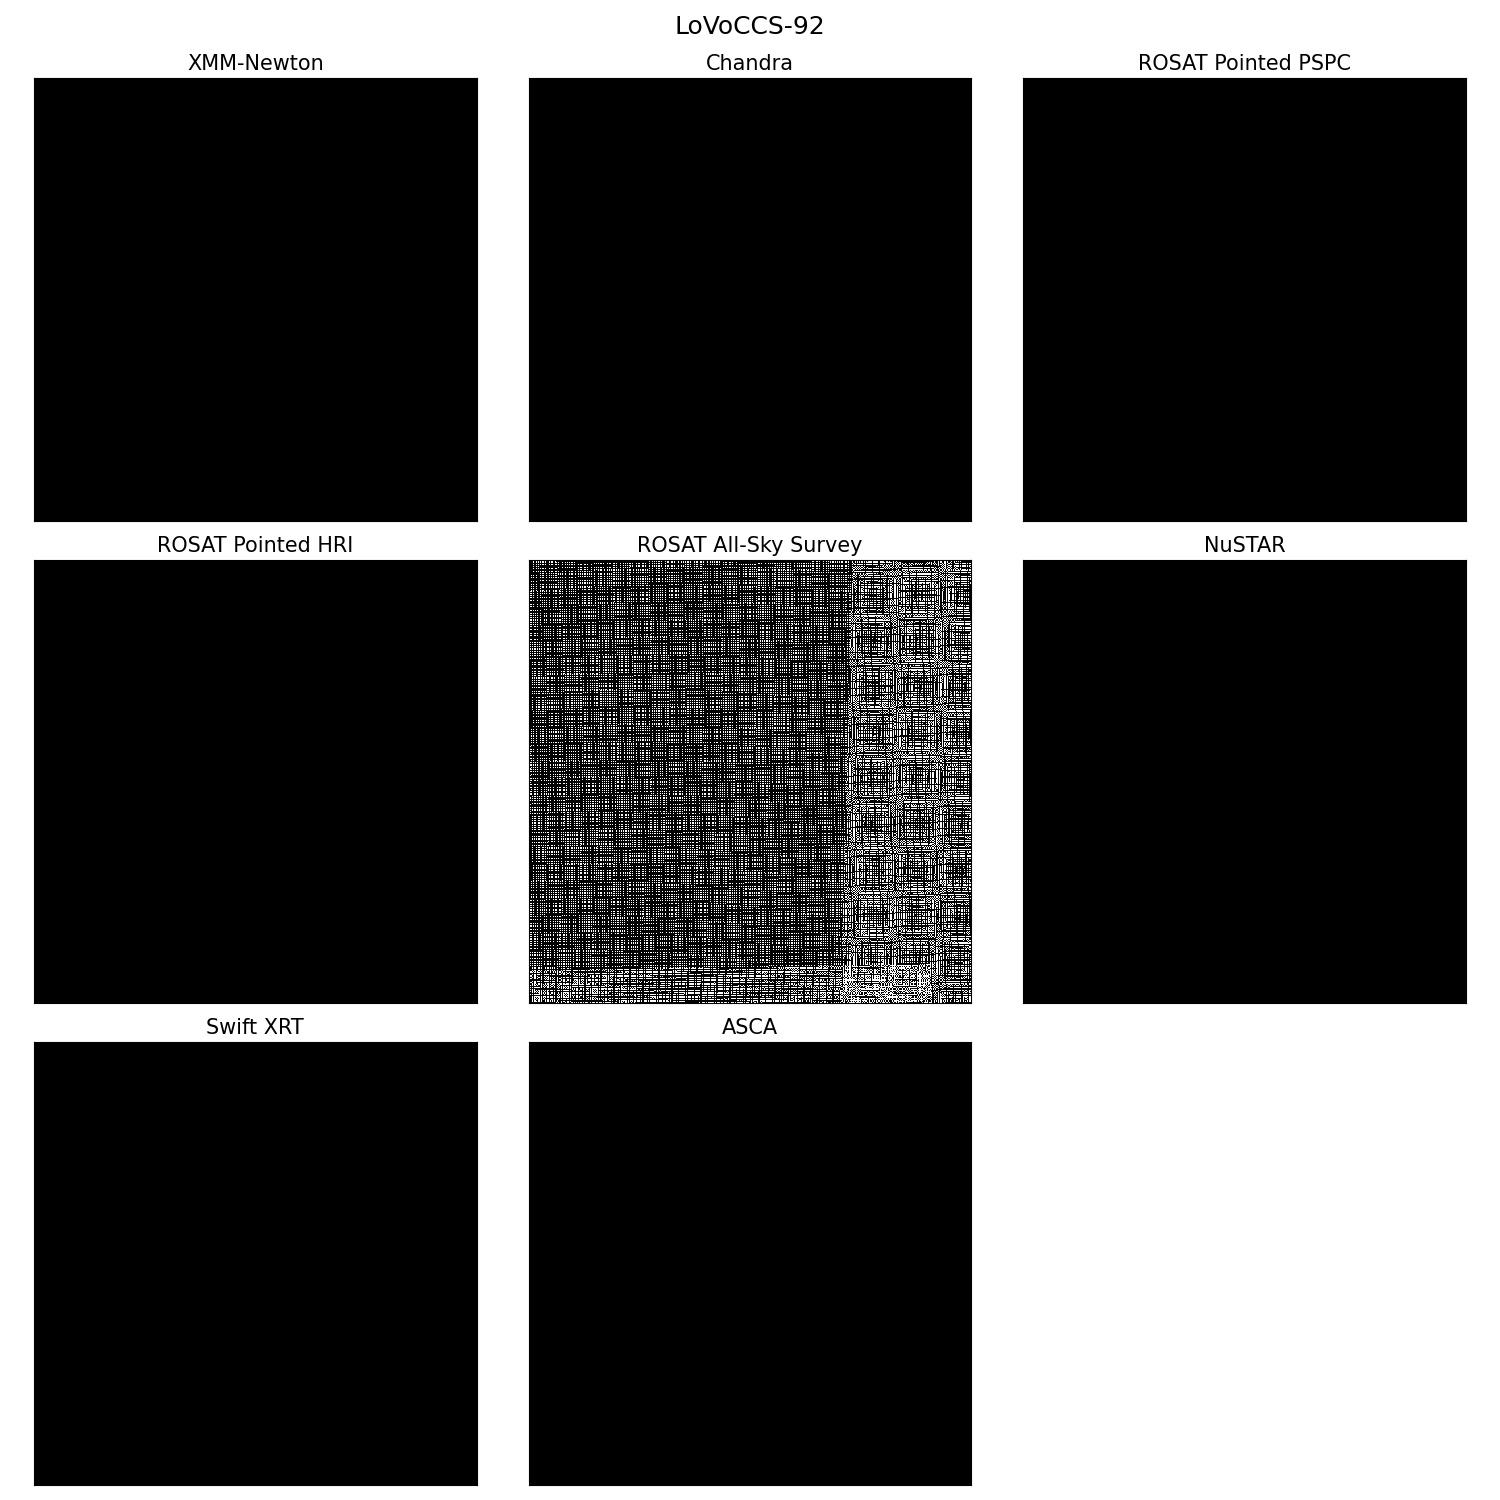 LoVoCCS-92
XMM-Newton
Chandra
ROSAT Pointed PSPC
ROSAT Pointed HRI
ROSAT All-Sky Survey
NuSTAR
Swift XRT
ASCA